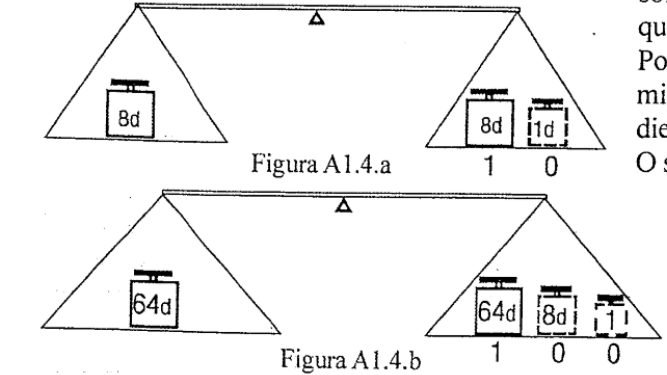 8d
8d 1d
Figura A1.4.a
1 0
64d
64d 8d 1
Figura A1.4.b
1 0 0
qu
Po
mi
die
O s